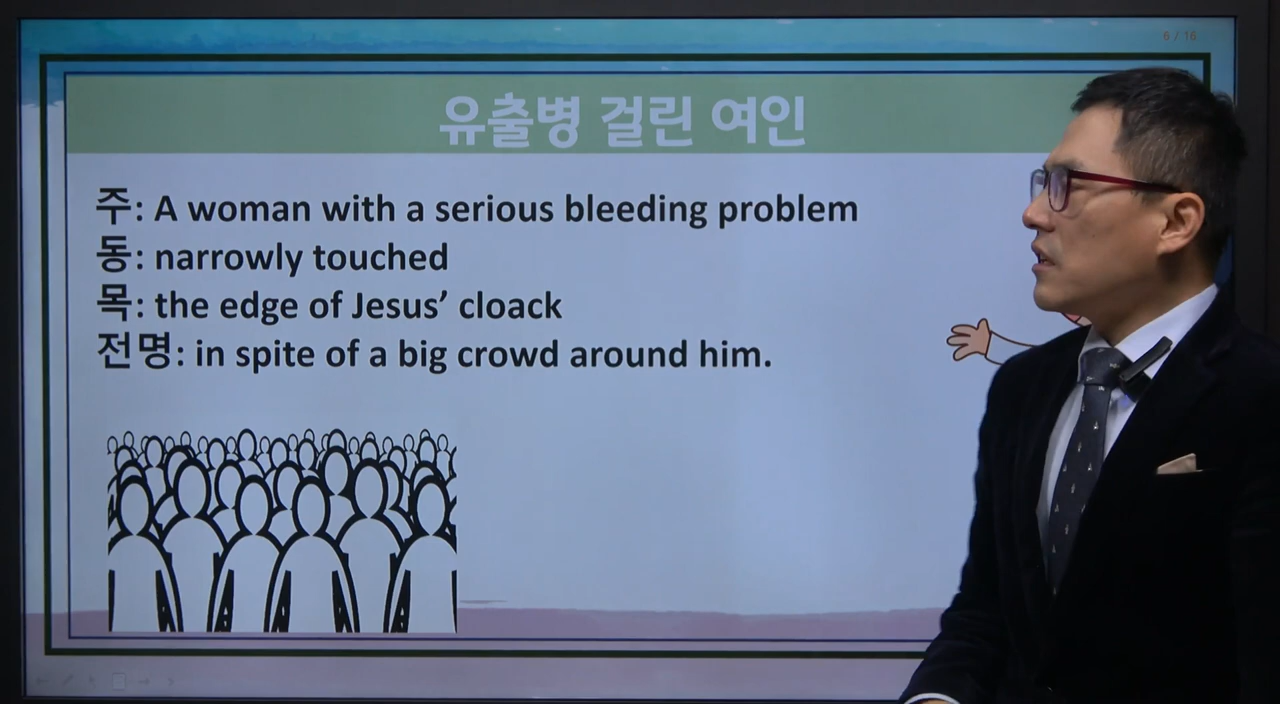 6 / 16
유출병 걸린 여인
주: A woman with a serious bleeding problem
동: narrowly touched
목: the edge of Jesus’ cloack
전명: in spite of a big crowd around him.